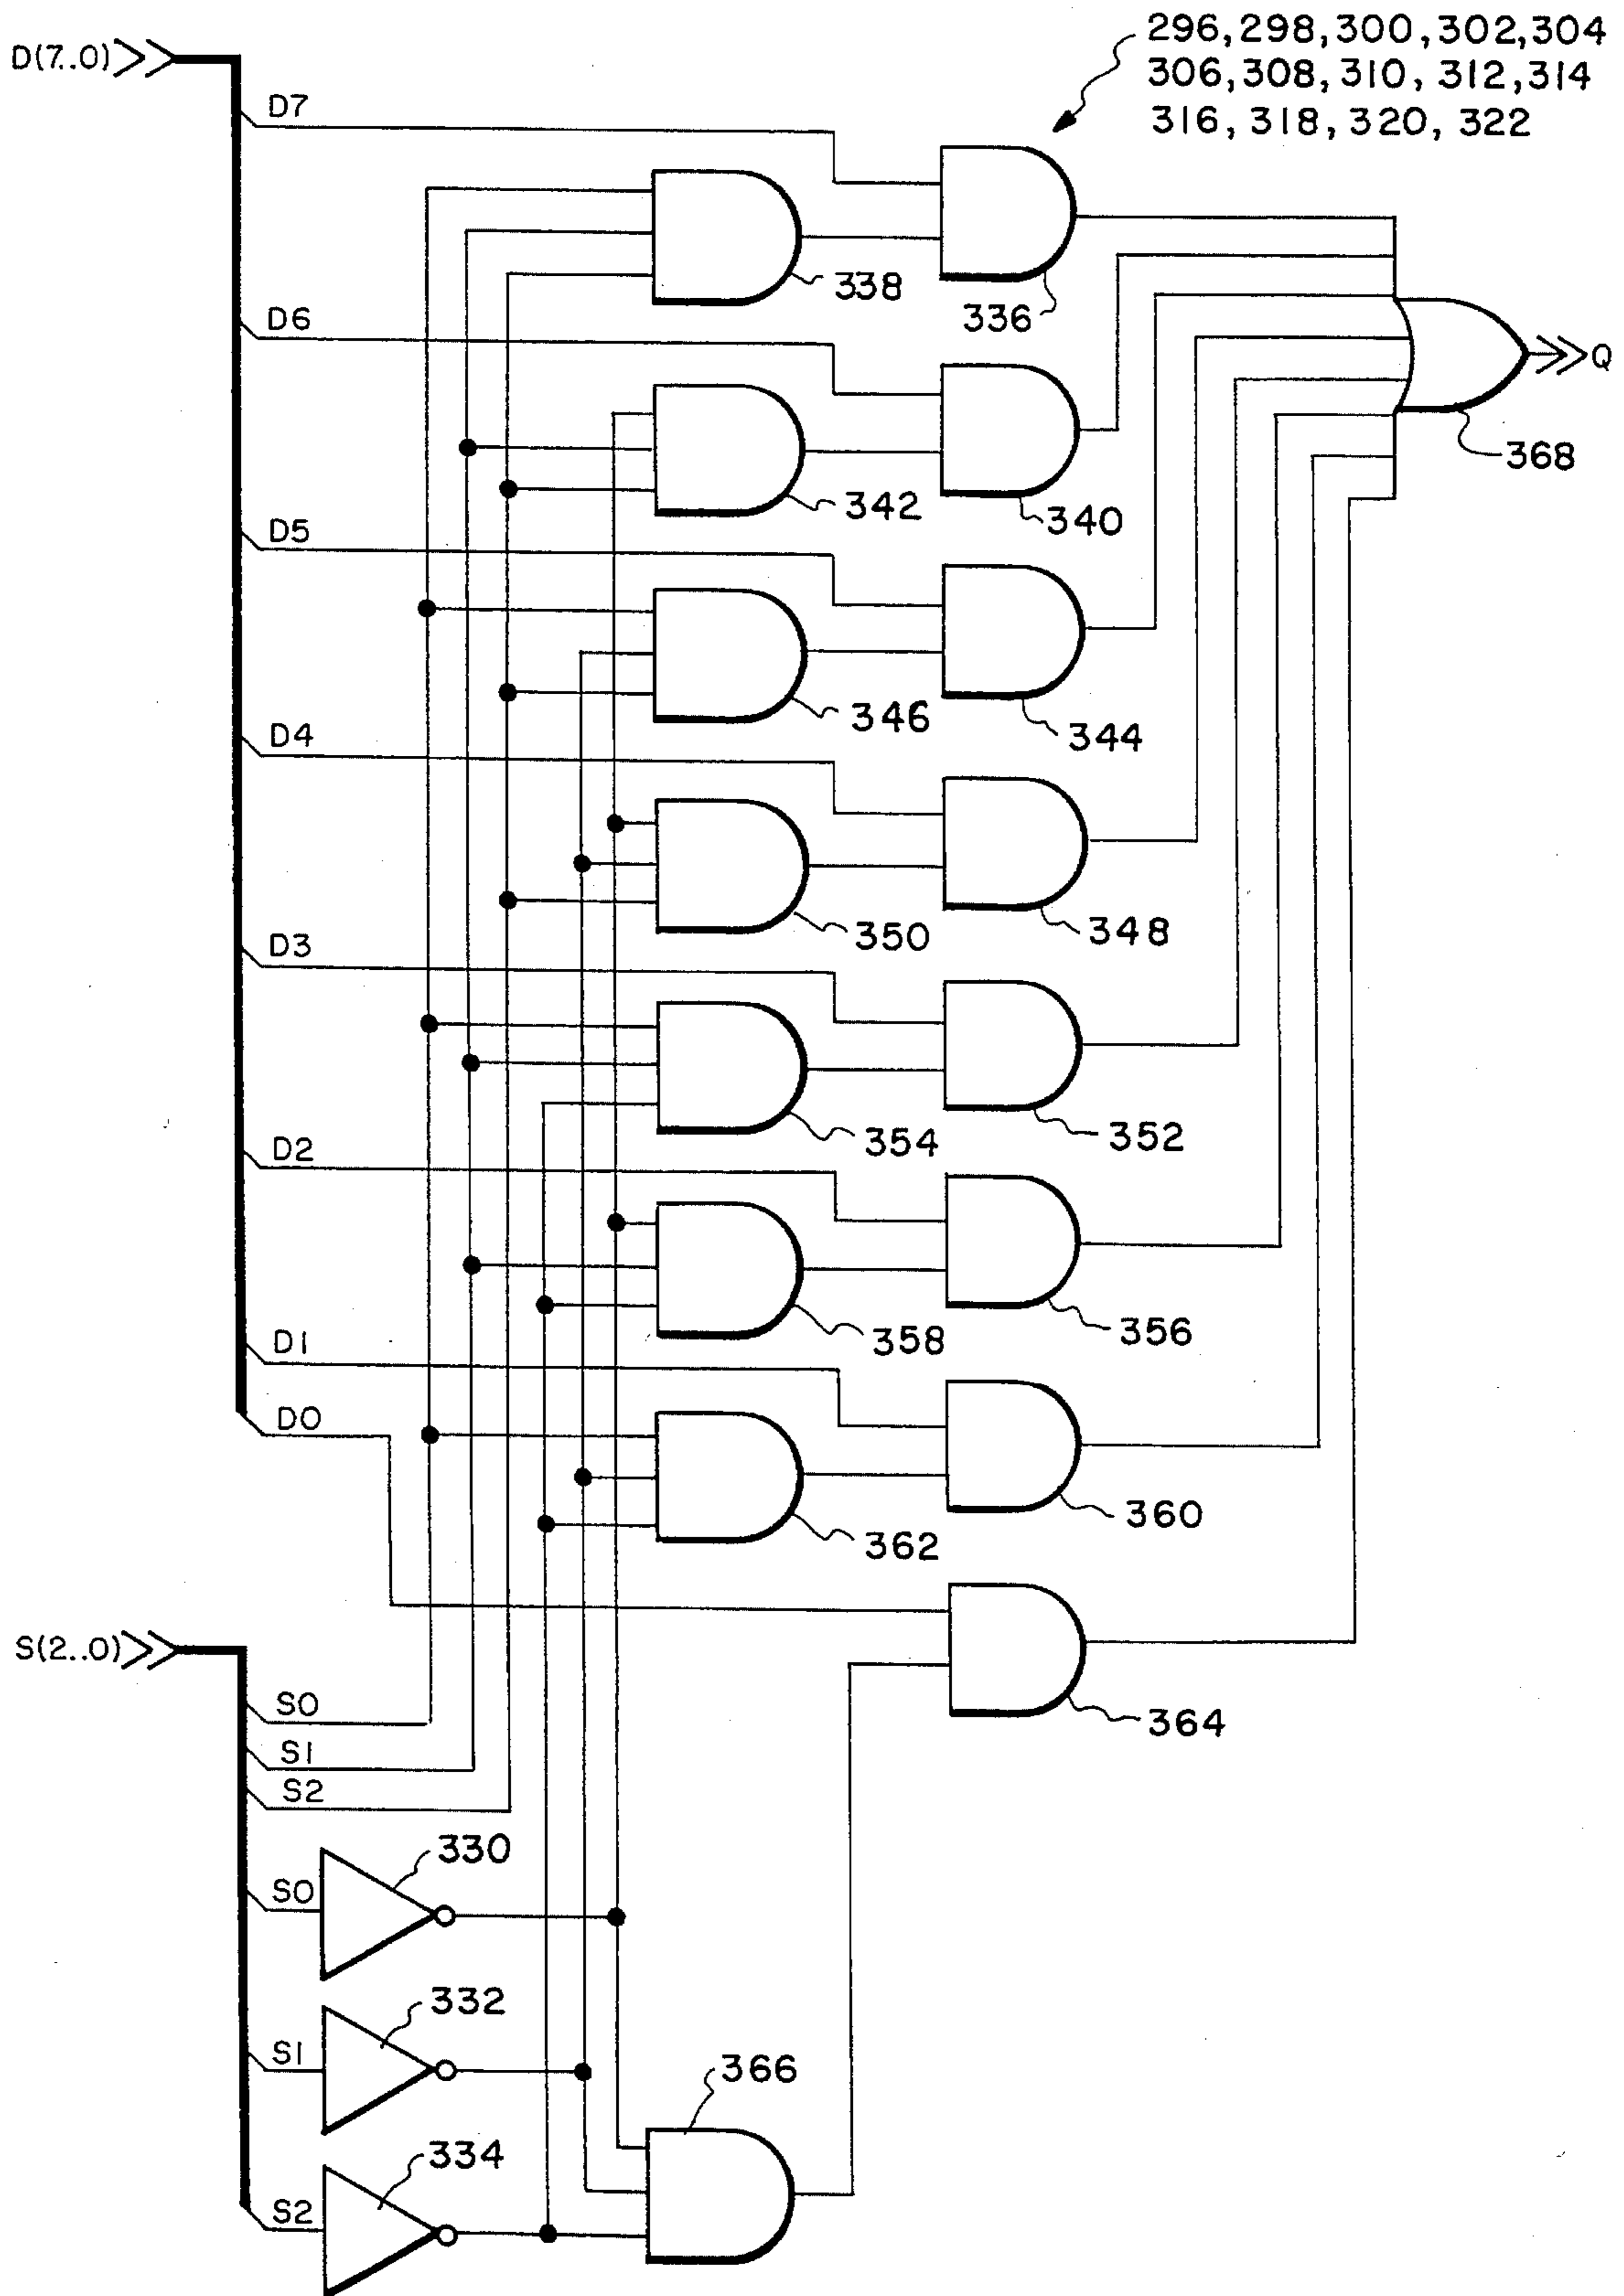 296, 298, 300, 302, 304
306, 308, 310, 312, 314
316, 318, 320, 322
D(7..0)
D7
338
336
D6
Q
368
342
340
D5
346
344
D4
350
348
D3
354
352
D2
358
356
D1
D0
362
360
S(2..0)
S0
364
S1
S2
330
S0
332
S1
366
334
S2